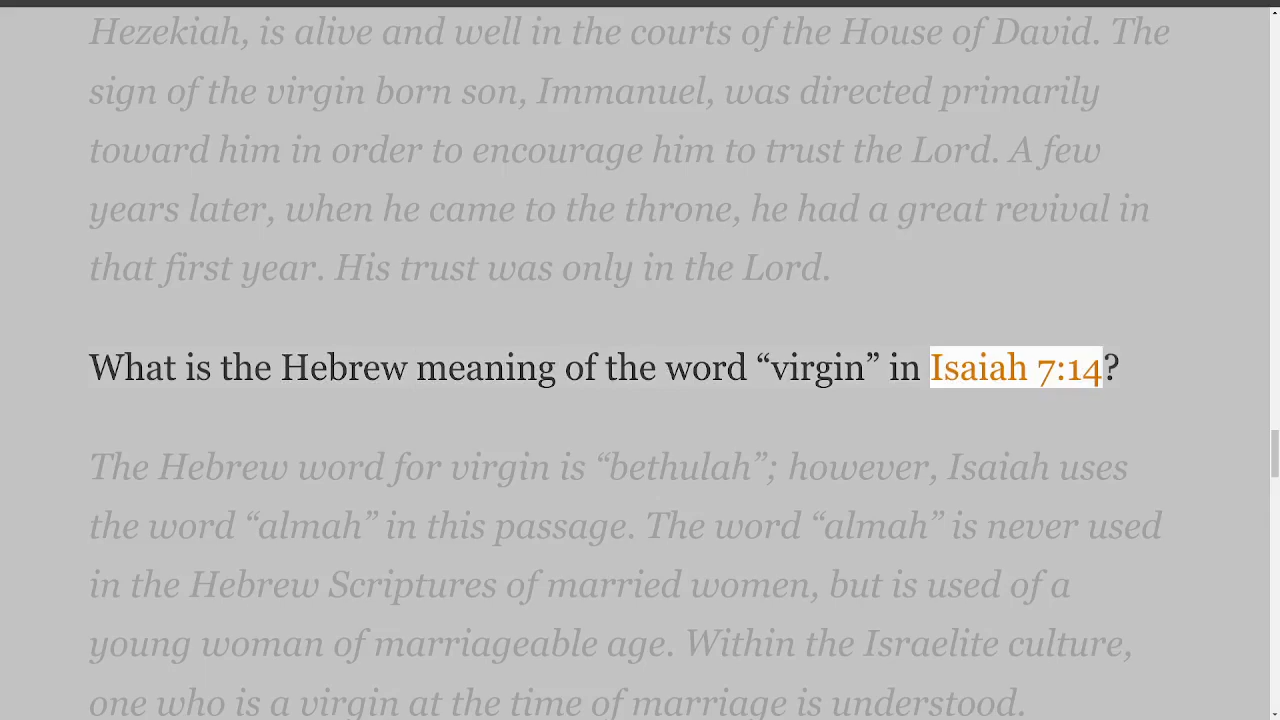 Hezekiah, is alive and well in the courts of the House of David. The
sign of the virgin born son, Immanuel, was directed primarily
toward him in order to encourage him to trust the Lord. A few
years later, when he came to the throne, he had a great revival in
that first year. His trust was only in the Lord.
What is the Hebrew meaning of the word “virgin” in Isaiah 7:14?
The Hebrew word for virgin is “bethulah”; however, Isaiah uses
the word “almah” in this passage. The word “almah” is never used
in the Hebrew Scriptures of married women, but is used of a
young woman of marriageable age. Within the Israelite culture,
one who is a virgin at the time of marriage is understood.